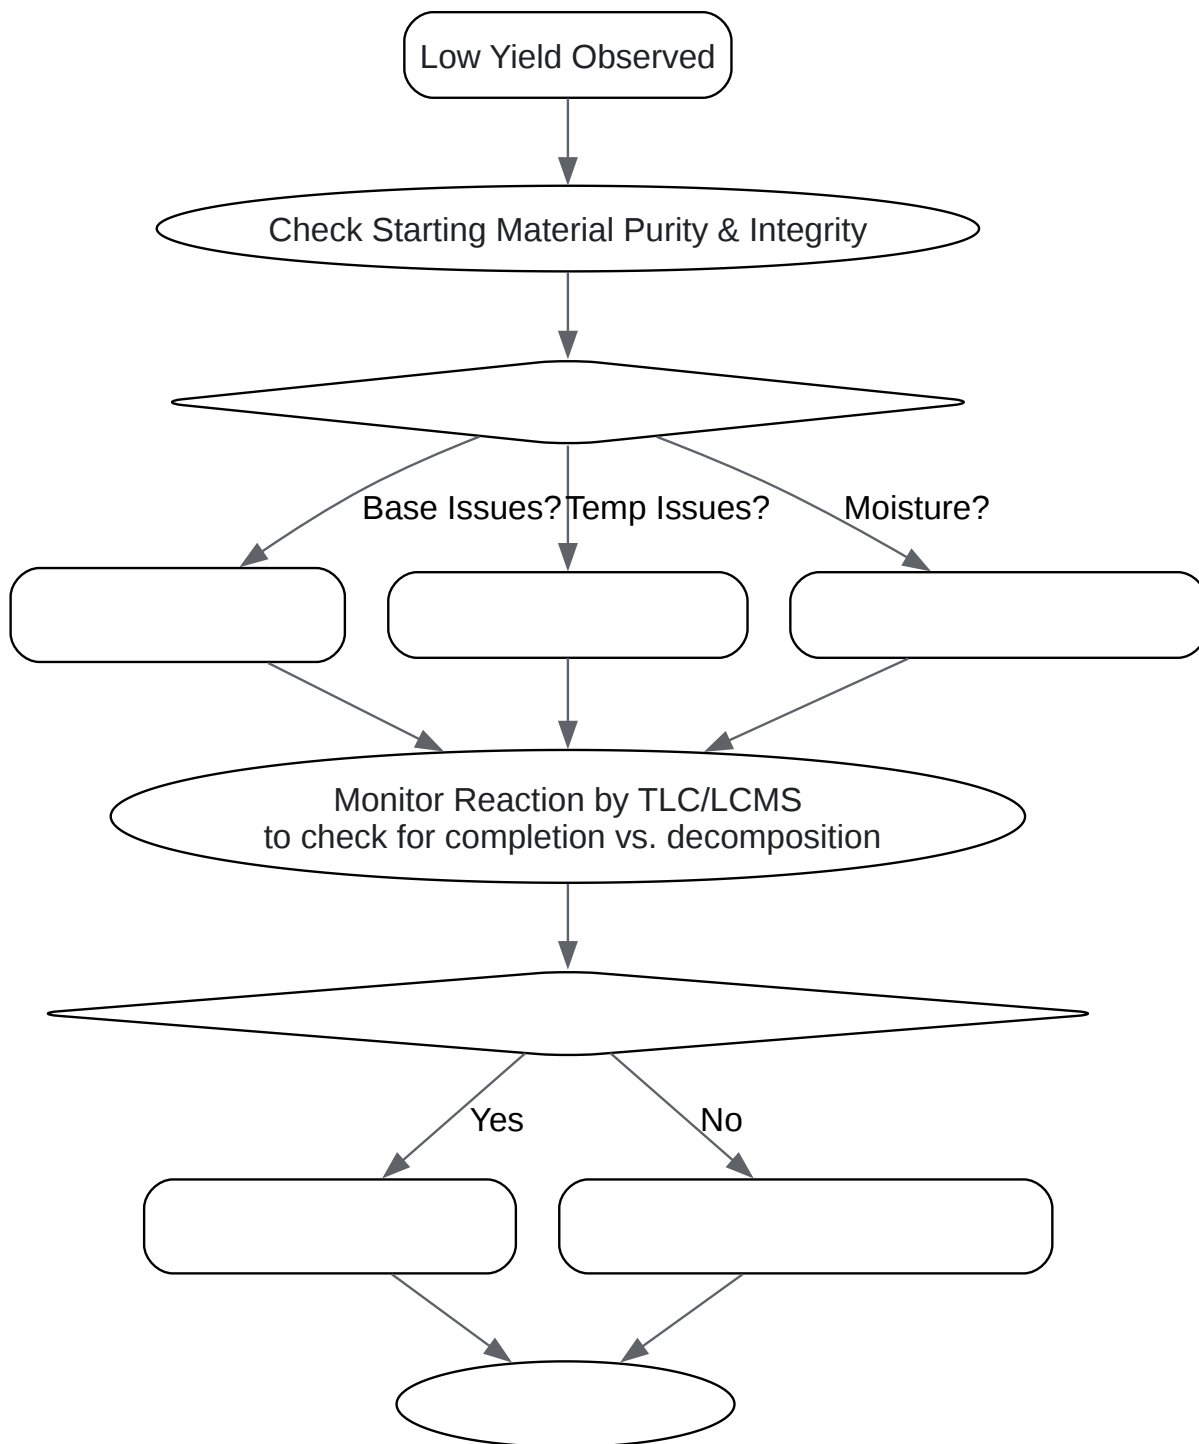 Low Yield Observed
Check Starting Material Purity & Integrity
Base Issues?
Temp Issues?
Moisture?
Monitor Reaction by TLC/LCMS
to check for completion vs. decomposition
Yes
No